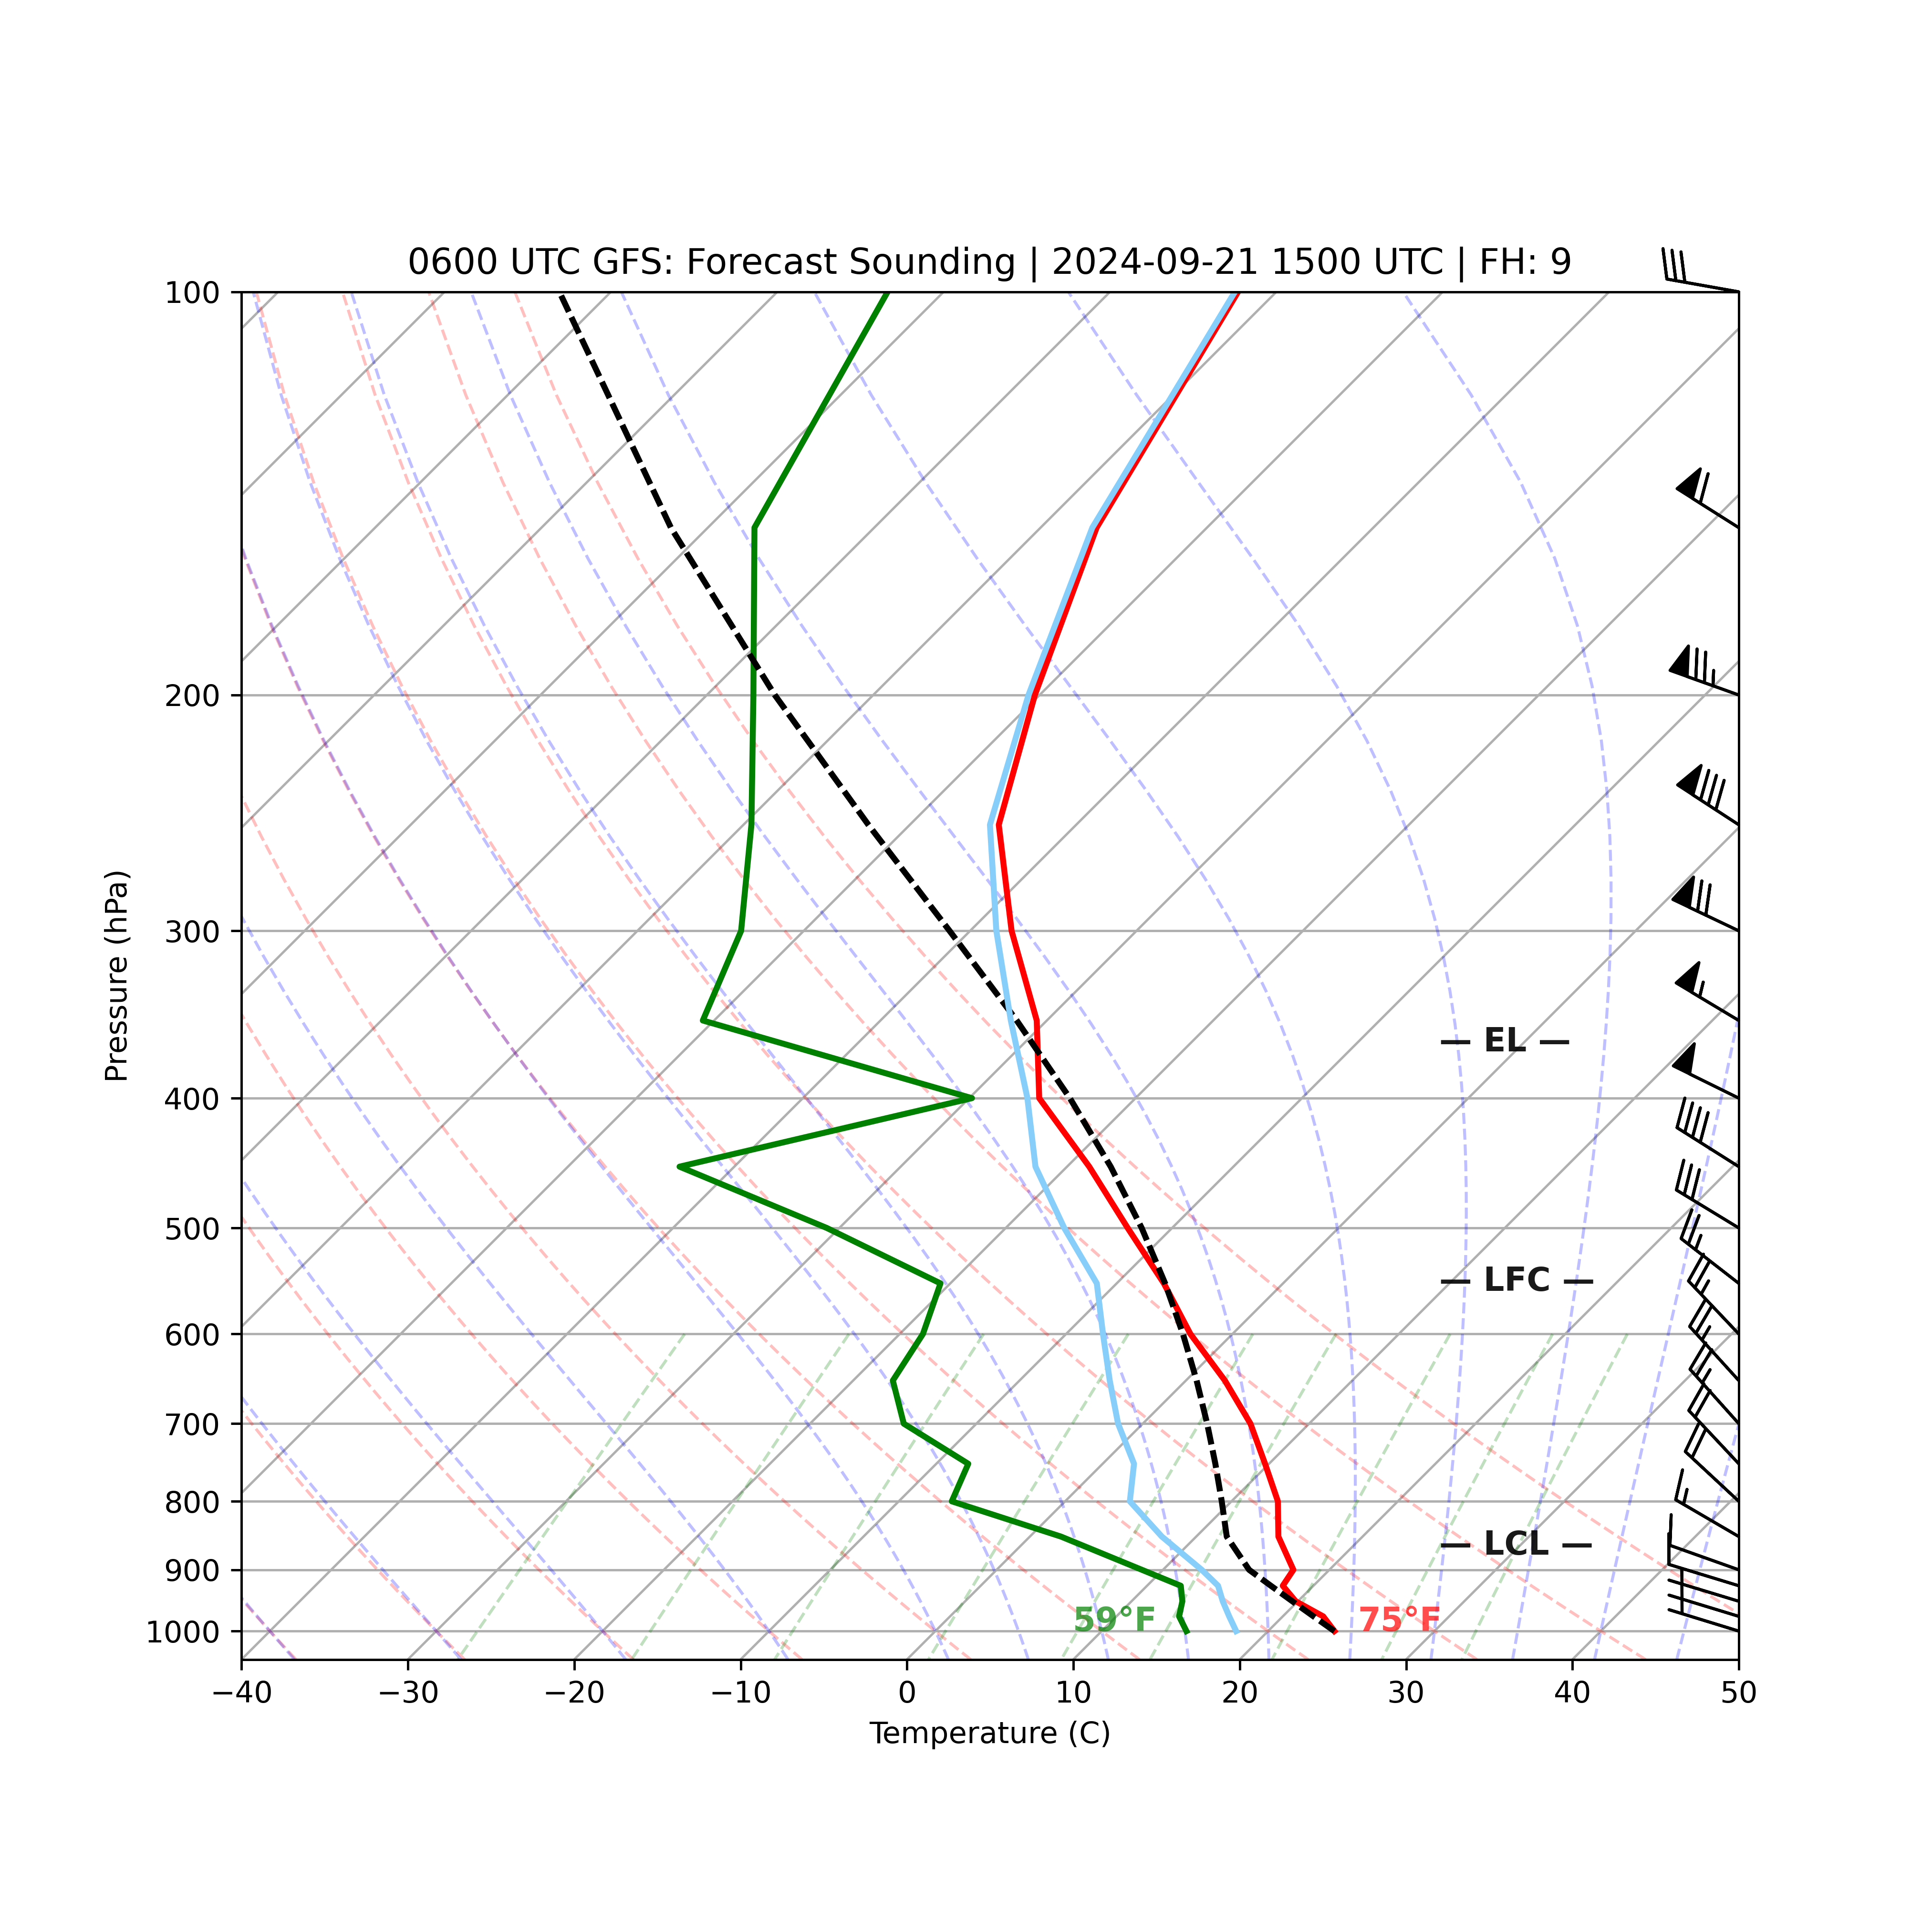 0600 UTC GFS: Forecast Sounding | 2024-09-21 1500 UTC | FH: 9
100
200
300
— EL —
400
500
— LFC —
600
700
800
— LCL —
900
59°F 75°F
1000
−40 −30 −20 −10 0 10 20 30 40 50
Temperature (C)
Pressure (hPa)